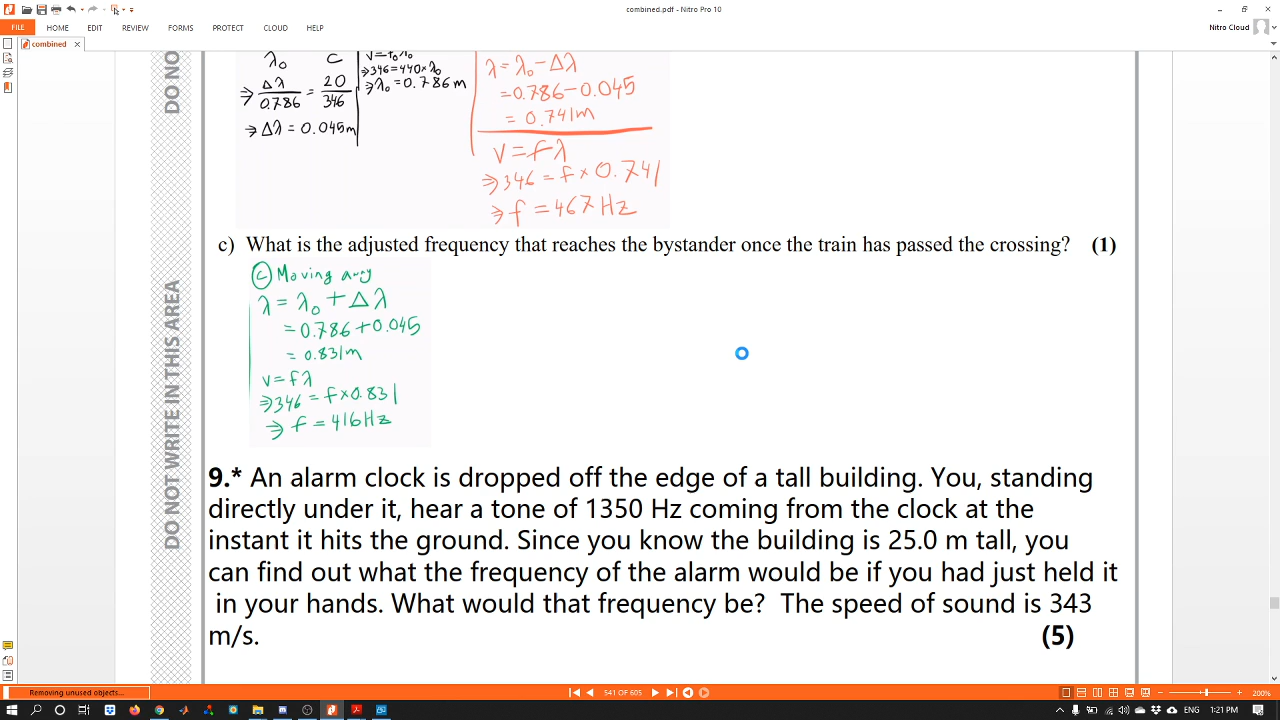 combined.pdf - Nitro Pro 10
FILE HOME EDIT REVIEW FORMS PROTECT CLOUD HELP
Nitro Cloud
combined
DO NO
λ₀ c
⇒ Δλ/0.786 = 20/346
⇒ Δλ = 0.045m
v=f₀λ₀
⇒346=440×λ₀
⇒λ₀=0.786m
λ=λ₀-Δλ
=0.786-0.045
= 0.741m
v=fλ
⇒346=f×0.741
⇒ f=467Hz
c) What is the adjusted frequency that reaches the bystander once the train has passed the crossing? (1)
Ⓒ Moving away
λ=λ₀+Δλ
=0.786+0.045
= 0.831m
v=fλ
⇒346=f×0.831
⇒ f=416Hz
DO NOT WRITE IN THIS AREA
9.* An alarm clock is dropped off the edge of a tall building. You, standing
directly under it, hear a tone of 1350 Hz coming from the clock at the
instant it hits the ground. Since you know the building is 25.0 m tall, you
can find out what the frequency of the alarm would be if you had just held it
in your hands. What would that frequency be? The speed of sound is 343
m/s. (5)
Removing unused objects...
541 OF 605
200%
ENG 1:21 PM